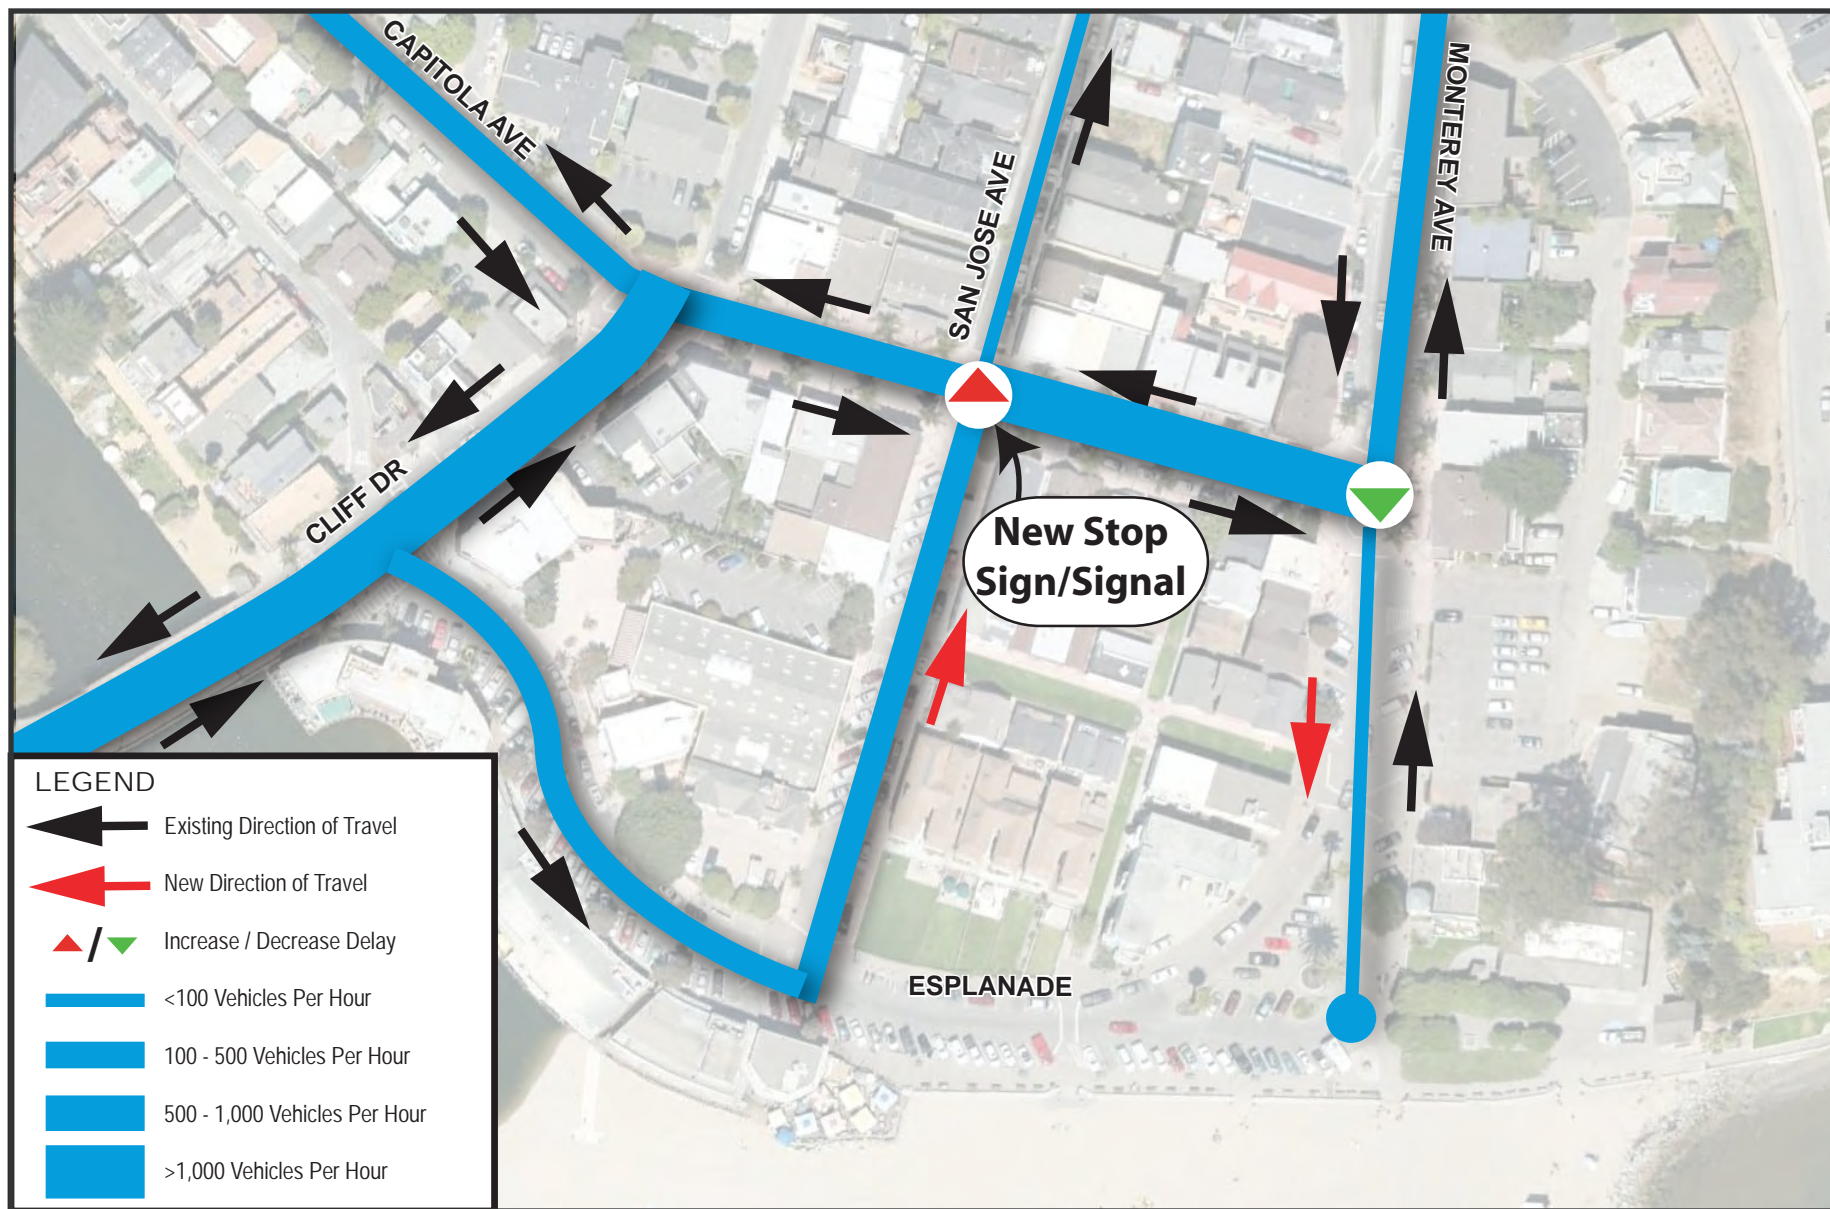 CAPITOLA AVE
SAN JOSE AVE
MONTEREY AVE
CLIFF DR
New Stop
Sign/Signal
ESPLANADE
LEGEND
Existing Direction of Travel
New Direction of Travel
/ Increase / Decrease Delay
<100 Vehicles Per Hour
100 - 500 Vehicles Per Hour
500 - 1,000 Vehicles Per Hour
>1,000 Vehicles Per Hour